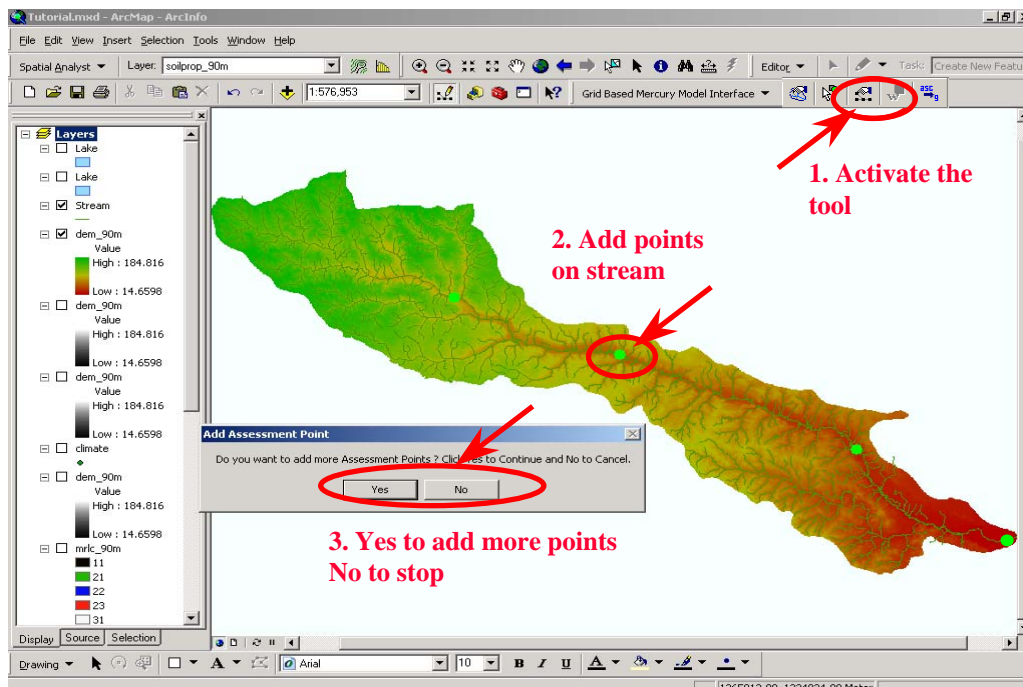 Tutorial.mxd - ArcMap - ArcInfo
File Edit View Insert Selection Tools Window Help
Spatial Analyst Layer: soilprop_90m Editor Task: Create New Featu
1:576,953 Grid Based Mercury Model Interface
Layers
Lake
Lake
Stream
dem_90m
Value
High : 184.816
Low : 14.6598
dem_90m
Value
High : 184.816
Low : 14.6598
dem_90m
Value
High : 184.816
Low : 14.6598
climate
dem_90m
Value
High : 184.816
Low : 14.6598
mrlc_90m
11
21
22
23
31
Display Source Selection
1. Activate the
tool
2. Add points
on stream
Add Assessment Point
Do you want to add more Assessment Points ? Click Yes to Continue and No to Cancel.
Yes No
3. Yes to add more points
No to stop
Drawing A Arial 10 B I U A